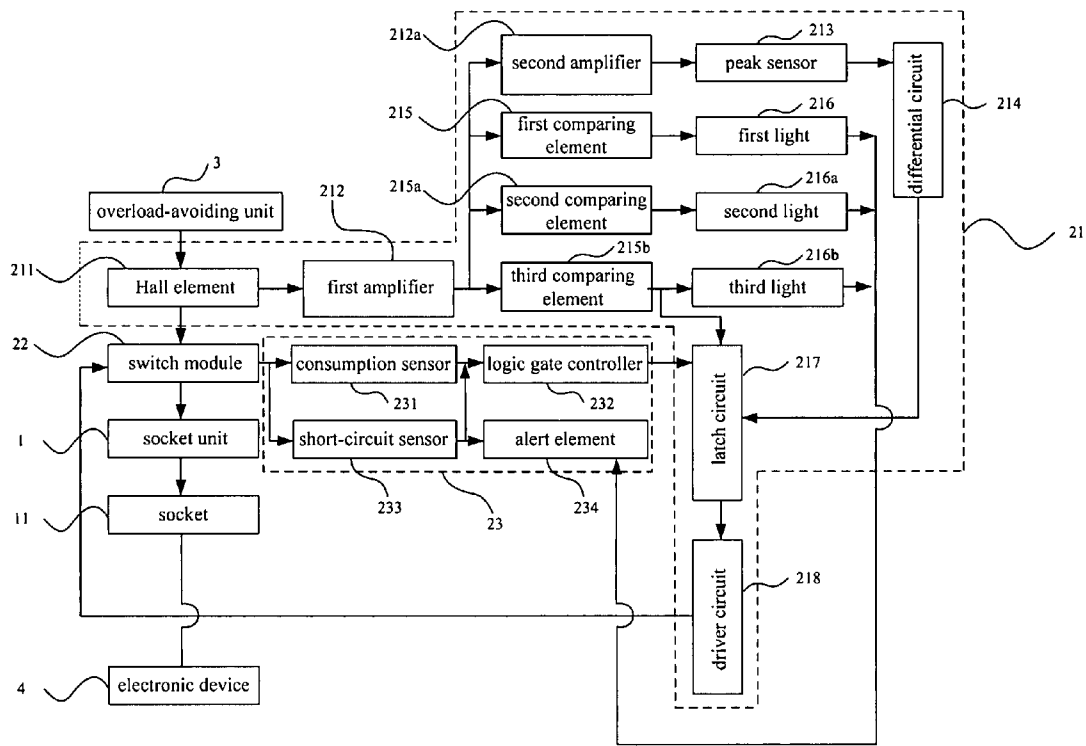 212a
second amplifier
213
peak sensor
differential circuit
214
215
first comparing
element
216
first light
3
overload-avoiding unit
215a
second comparing
element
216a
second light
21
212
211
Hall element
first amplifier
215b
third comparing
element
216b
third light
22
switch module
consumption sensor
231
logic gate controller
232
latch circuit
217
1
socket unit
short-circuit sensor
233
alert element
234
23
11
socket
driver circuit
218
4
electronic device